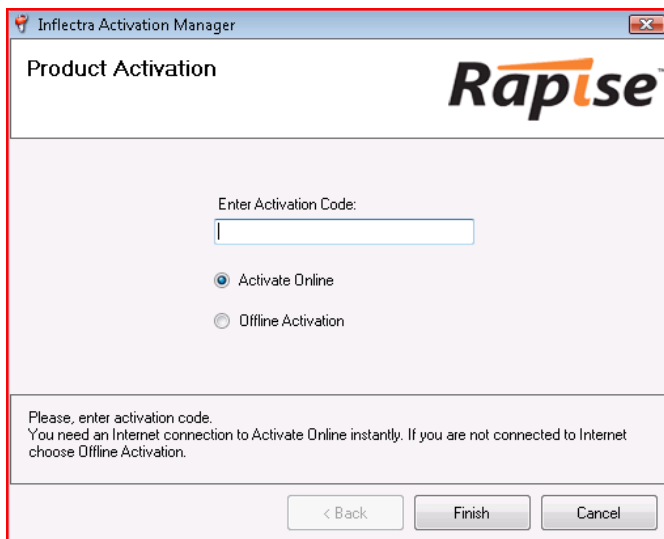 Inflectra Activation Manager
Product Activation
Rapise™
Enter Activation Code:
Activate Online
Offline Activation
Please, enter activation code.
You need an Internet connection to Activate Online instantly. If you are not connected to Internet
choose Offline Activation.
< Back
Finish
Cancel